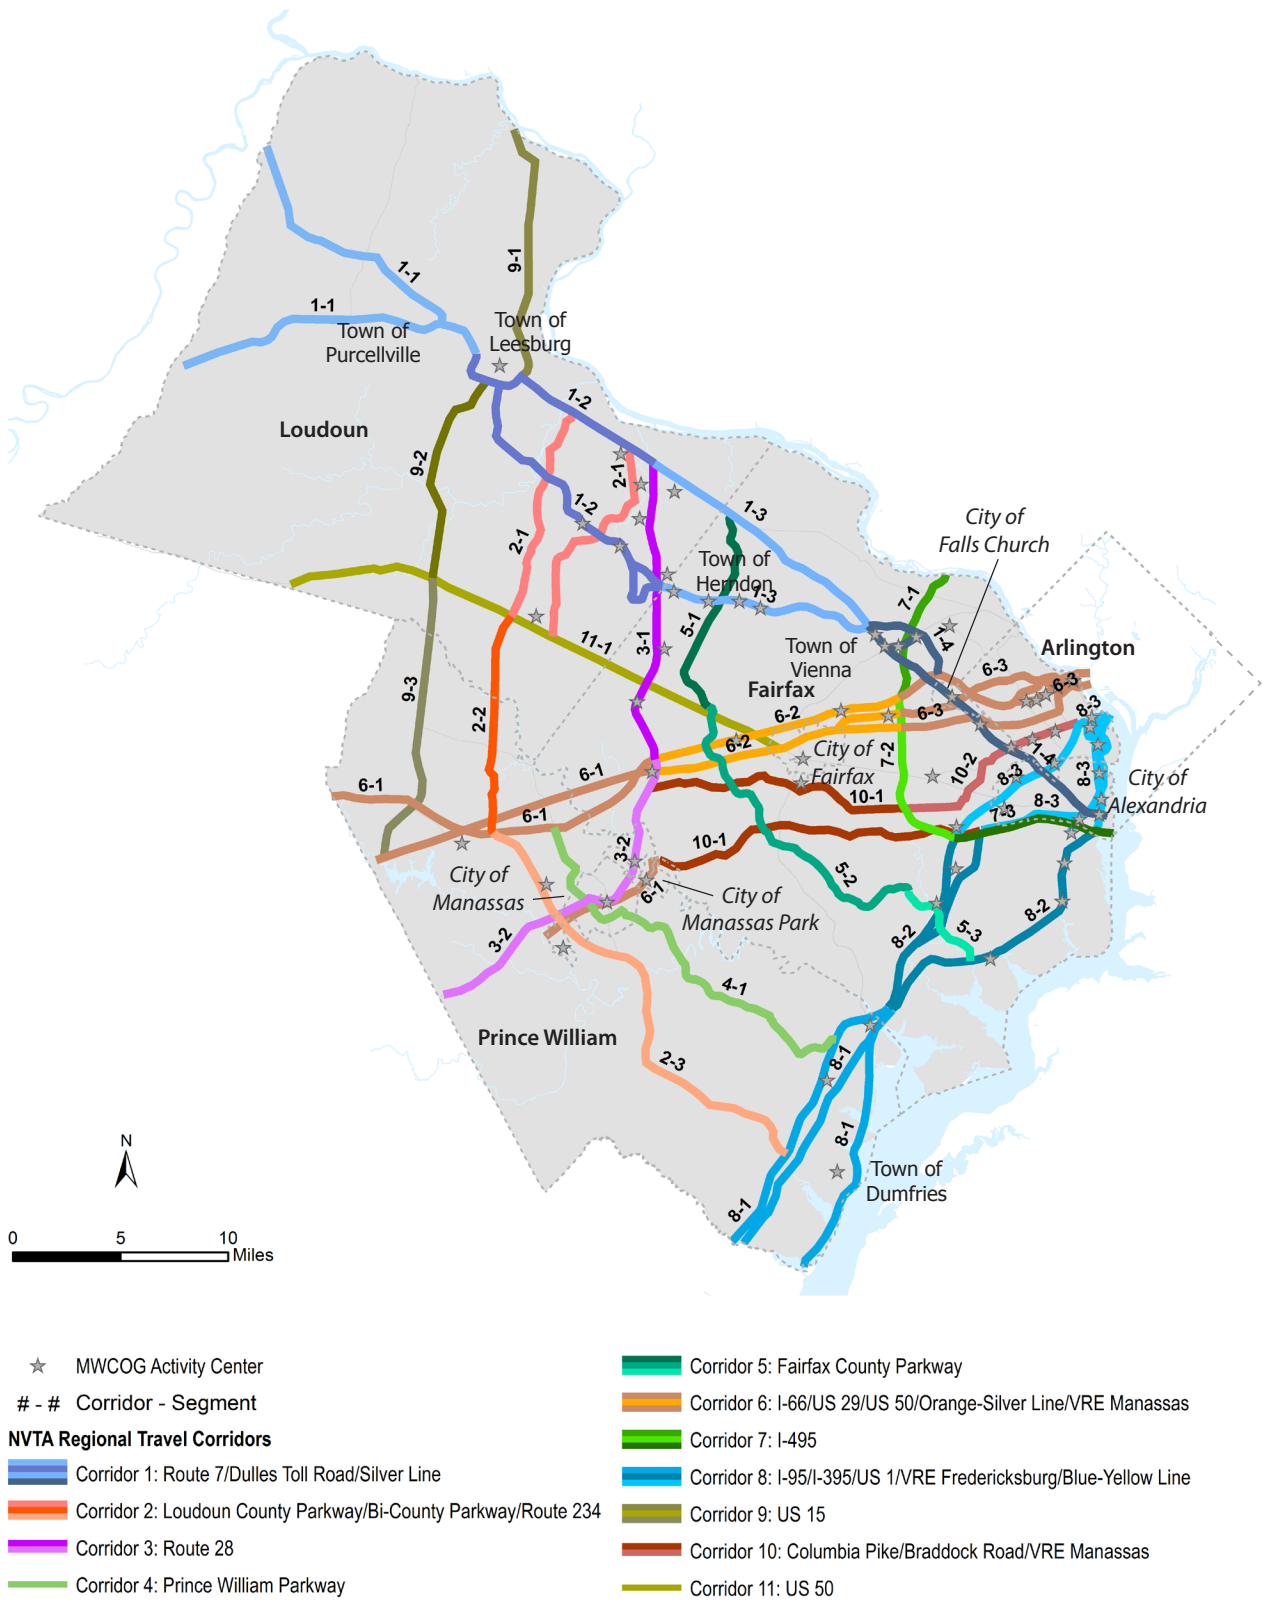 9-1
1-1
1-1
Town of
Purcellville
Town of
Leesburg
1-2
Loudoun
9-2
2-1
1-2
2-1
1-3
City of
Falls Church
Town of
Herndon
1-3
7-1
1-4
Arlington
5-1
3-1
11-1
Town of
Vienna
6-3
6-3
Fairfax
9-3
2-2
6-2
6-3
8-3
6-2
7-2
City of
Fairfax
1-4
10-2
8-3
8-3
City of
Alexandria
6-1
6-1
10-1
8-3
7-3
6-1
10-1
3-2
City of
Manassas
6-1
City of
Manassas Park
5-2
8-2
5-3
8-2
3-2
4-1
Prince William
2-3
8-1
8-1
Town of
Dumfries
8-1
N
0 5 10
Miles
MWCOG Activity Center
# - # Corridor - Segment
NVTA Regional Travel Corridors
Corridor 1: Route 7/Dulles Toll Road/Silver Line
Corridor 2: Loudoun County Parkway/Bi-County Parkway/Route 234
Corridor 3: Route 28
Corridor 4: Prince William Parkway
Corridor 5: Fairfax County Parkway
Corridor 6: I-66/US 29/US 50/Orange-Silver Line/VRE Manassas
Corridor 7: I-495
Corridor 8: I-95/I-395/US 1/VRE Fredericksburg/Blue-Yellow Line
Corridor 9: US 15
Corridor 10: Columbia Pike/Braddock Road/VRE Manassas
Corridor 11: US 50